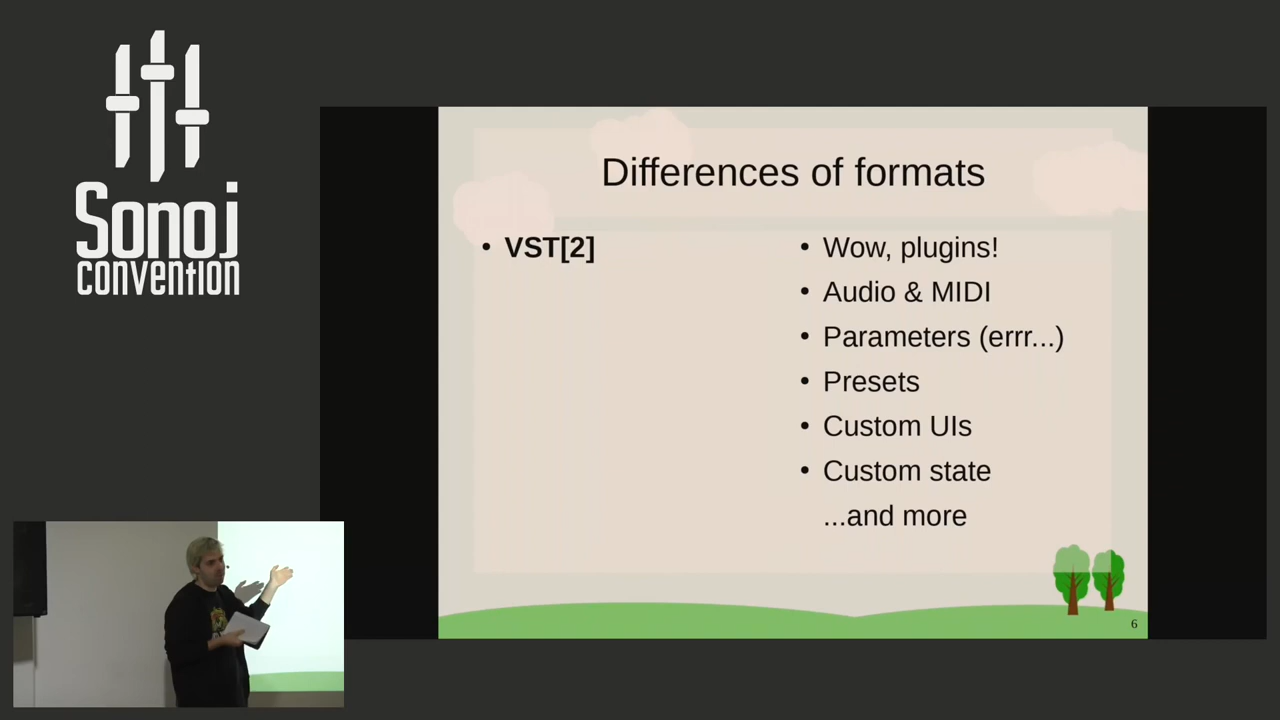 Sonoj
convention
Differences of formats
• VST[2]
• Wow, plugins!
• Audio & MIDI
• Parameters (errr...)
• Presets
• Custom UIs
• Custom state
...and more
6